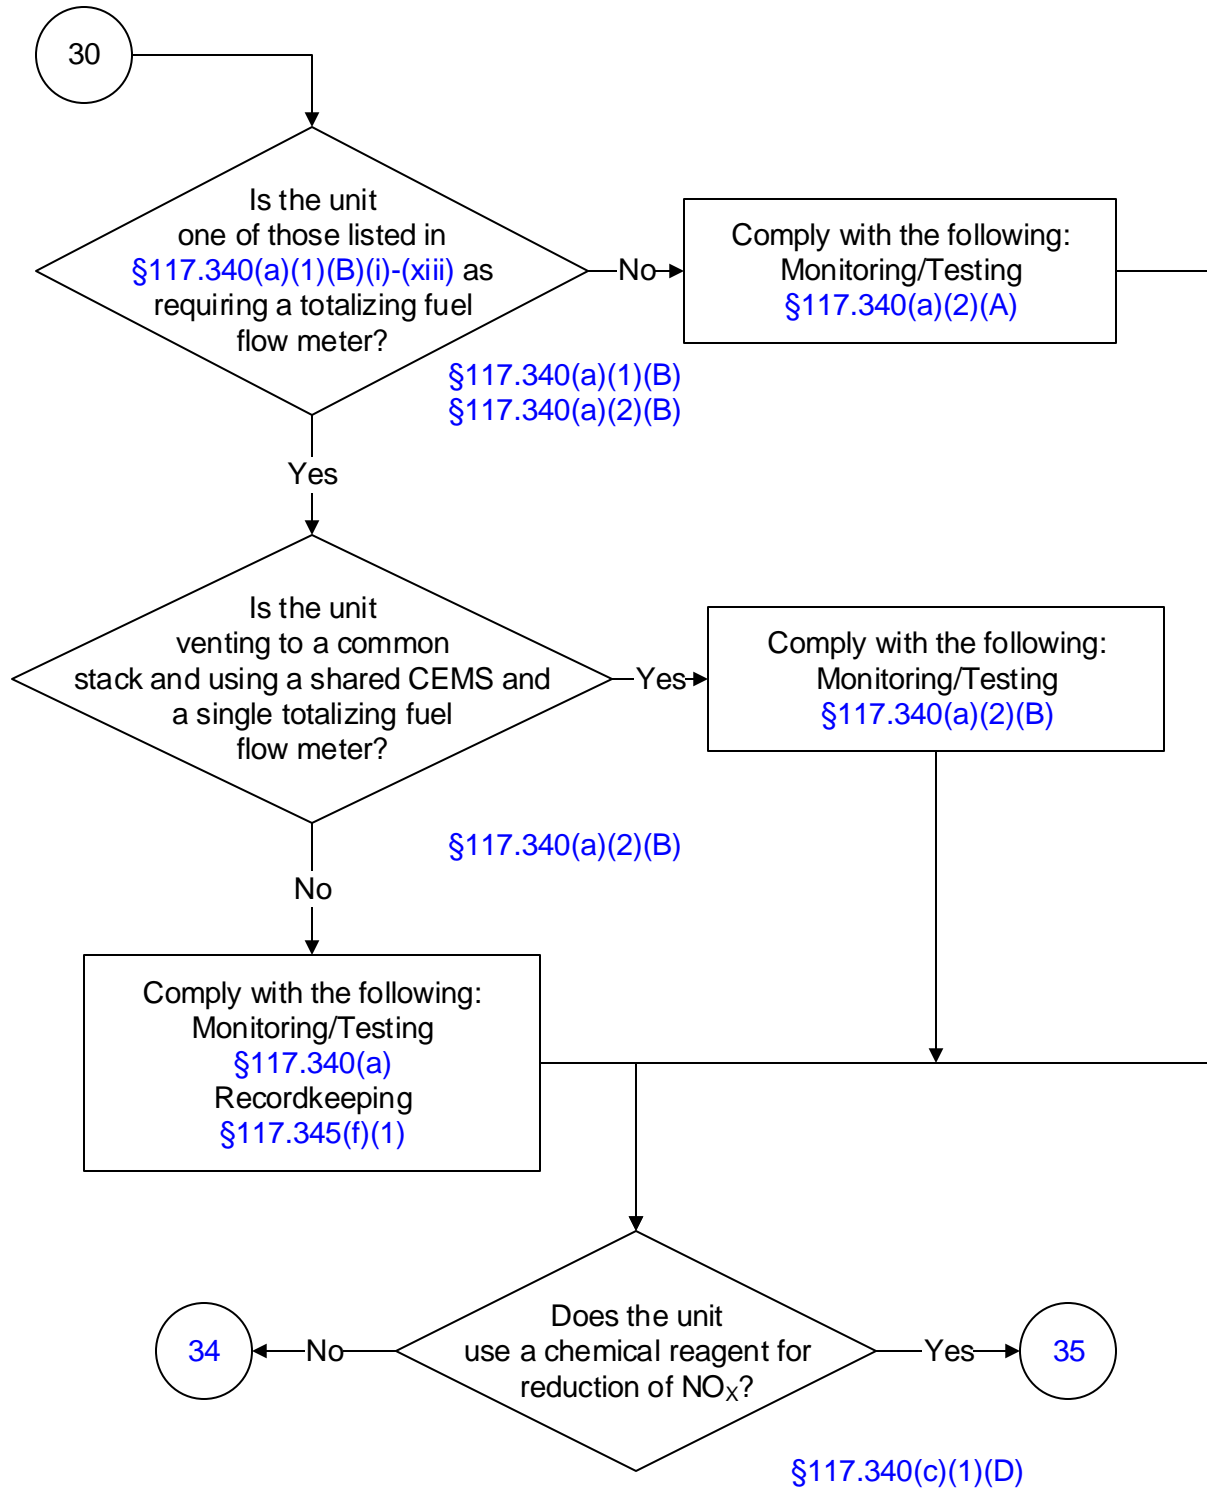 30
Is the unit
one of those listed in
§117.340(a)(1)(B)(i)-(xiii) as
requiring a totalizing fuel
flow meter?
No
Comply with the following:
Monitoring/Testing
§117.340(a)(2)(A)
§117.340(a)(1)(B)
§117.340(a)(2)(B)
Yes
Is the unit
venting to a common
stack and using a shared CEMS and
a single totalizing fuel
flow meter?
Yes
Comply with the following:
Monitoring/Testing
§117.340(a)(2)(B)
§117.340(a)(2)(B)
No
Comply with the following:
Monitoring/Testing
§117.340(a)
Recordkeeping
§117.345(f)(1)
Does the unit
use a chemical reagent for
reduction of NOX?
34
No
Yes
35
§117.340(c)(1)(D)